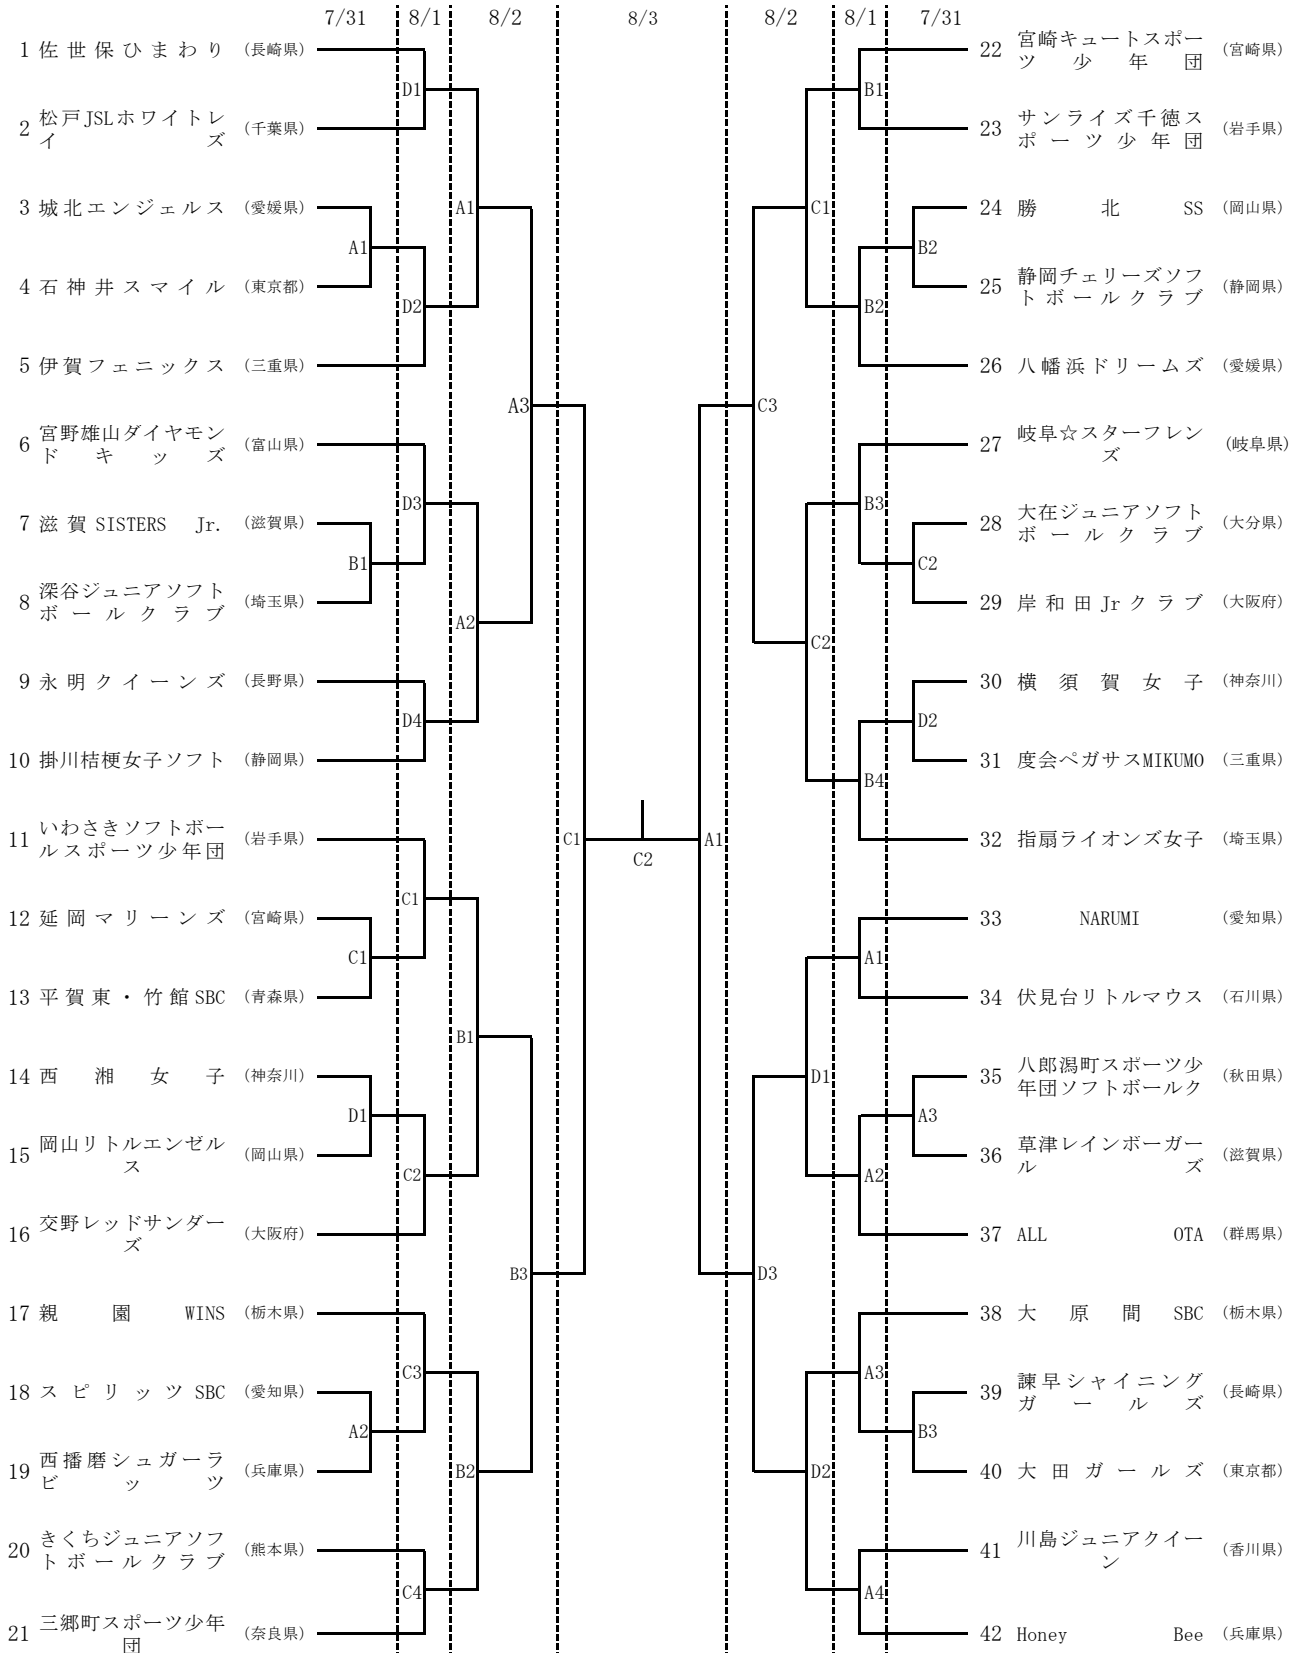 7/31 8/1 8/2 8/3 8/2 8/1 7/31
1 佐世保ひまわり (長崎県)
D1
2 松戸JSLホワイトレ
イズ (千葉県)
3 城北エンジェルス (愛媛県)
A1
A1
4 石神井スマイル (東京都)
D2
5 伊賀フェニックス (三重県)
A3
6 宮野雄山ダイヤモン
ドキッズ (富山県)
D3
7 滋賀SISTERS Jr. (滋賀県)
B1
8 深谷ジュニアソフト
ボールクラブ (埼玉県)
A2
9 永明クイーンズ (長野県)
D4
10 掛川桔梗女子ソフト (静岡県)
11 いわさきソフトボー
ルスポーツ少年団 (岩手県)
C1
C1
12 延岡マリーンズ (宮崎県)
C1
13 平賀東・竹館SBC (青森県)
B1
14 西湘女子 (神奈川)
D1
15 岡山リトルエンゼル
ス (岡山県)
C2
16 交野レッドサンダー
ズ (大阪府)
B3
17 親園WINS (栃木県)
C3
18 スピリッツSBC (愛知県)
A2
19 西播磨シュガーラ
ビッツ (兵庫県)
B2
20 きくちジュニアソフ
トボールクラブ (熊本県)
C4
21 三郷町スポーツ少年
団 (奈良県)
C2
22 宮崎キュートスポー
ツ少年団 (宮崎県)
B1
23 サンライズ千徳ス
ポーツ少年団 (岩手県)
C1
24 勝北SS (岡山県)
B2
25 静岡チェリーズソフ
トボールクラブ (静岡県)
B2
26 八幡浜ドリームズ (愛媛県)
C3
27 岐阜☆スターフレン
ズ (岐阜県)
B3
28 大在ジュニアソフト
ボールクラブ (大分県)
C2
29 岸和田Jrクラブ (大阪府)
C2
30 横須賀女子 (神奈川)
D2
31 度会ペガサスMIKUMO (三重県)
B4
32 指扇ライオンズ女子 (埼玉県)
A1
33 NARUMI (愛知県)
A1
34 伏見台リトルマウス (石川県)
D1
35 八郎潟町スポーツ少
年団ソフトボールク (秋田県)
A3
36 草津レインボーガー
ルズ (滋賀県)
A2
37 ALL OTA (群馬県)
D3
38 大原間SBC (栃木県)
A3
39 諫早シャイニング
ガールズ (長崎県)
B3
40 大田ガールズ (東京都)
D2
41 川島ジュニアクイー
ン (香川県)
A4
42 Honey Bee (兵庫県)